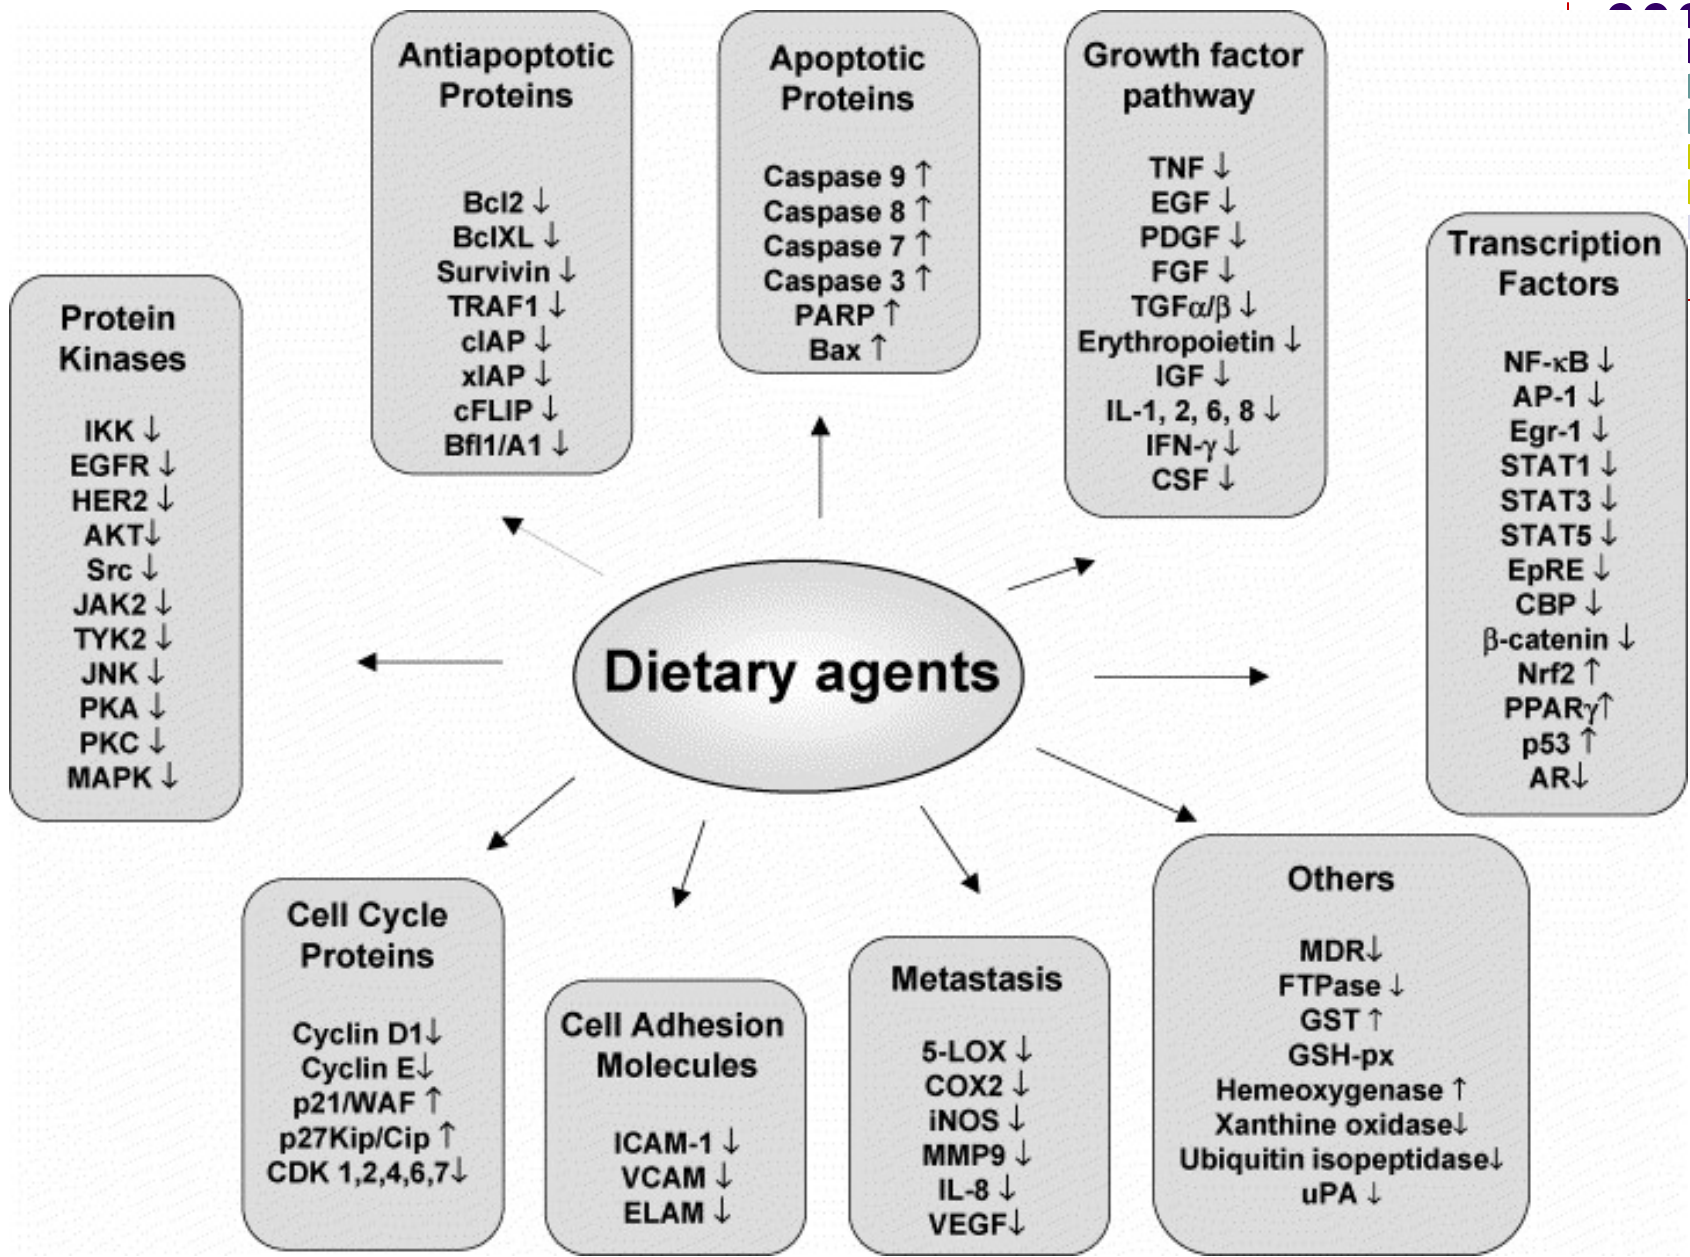 Antiapoptotic
Proteins
Bcl2 ↓
BclXL ↓
Survivin ↓
TRAF1 ↓
cIAP ↓
xIAP ↓
cFLIP ↓
Bfl1/A1 ↓
Apoptotic
Proteins
Caspase 9 ↑
Caspase 8 ↑
Caspase 7 ↑
Caspase 3 ↑
PARP ↑
Bax ↑
Growth factor
pathway
TNF ↓
EGF ↓
PDGF ↓
FGF ↓
TGFα/β ↓
Erythropoietin ↓
IGF ↓
IL-1, 2, 6, 8 ↓
IFN-γ ↓
CSF ↓
Transcription
Factors
NF-κB ↓
AP-1 ↓
Egr-1 ↓
STAT1 ↓
STAT3 ↓
STAT5 ↓
EpRE ↓
CBP ↓
β-catenin ↓
Nrf2 ↑
PPARγ↑
p53 ↑
AR↓
Protein
Kinases
IKK ↓
EGFR ↓
HER2 ↓
AKT↓
Src ↓
JAK2 ↓
TYK2 ↓
JNK ↓
PKA ↓
PKC ↓
MAPK ↓
Dietary agents
Cell Cycle
Proteins
Cyclin D1↓
Cyclin E↓
p21/WAF ↑
p27Kip/Cip ↑
CDK 1,2,4,6,7↓
Cell Adhesion
Molecules
ICAM-1 ↓
VCAM ↓
ELAM ↓
Metastasis
5-LOX ↓
COX2 ↓
iNOS ↓
MMP9 ↓
IL-8 ↓
VEGF↓
Others
MDR↓
FTPase ↓
GST ↑
GSH-px
Hemeoxygenase ↑
Xanthine oxidase↓
Ubiquitin isopeptidase↓
uPA ↓